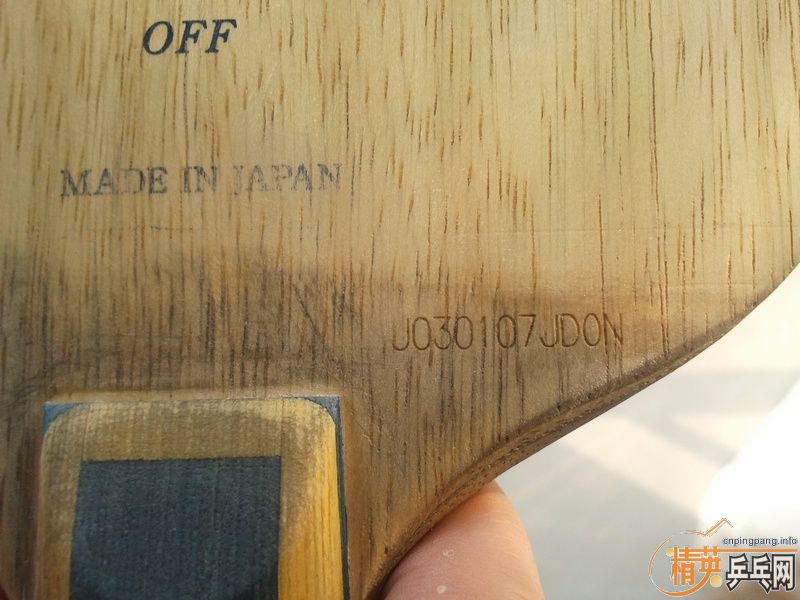 OFF
MADE IN JAPAN
J030107JDON
cnpingpang.info
精英乒乓网